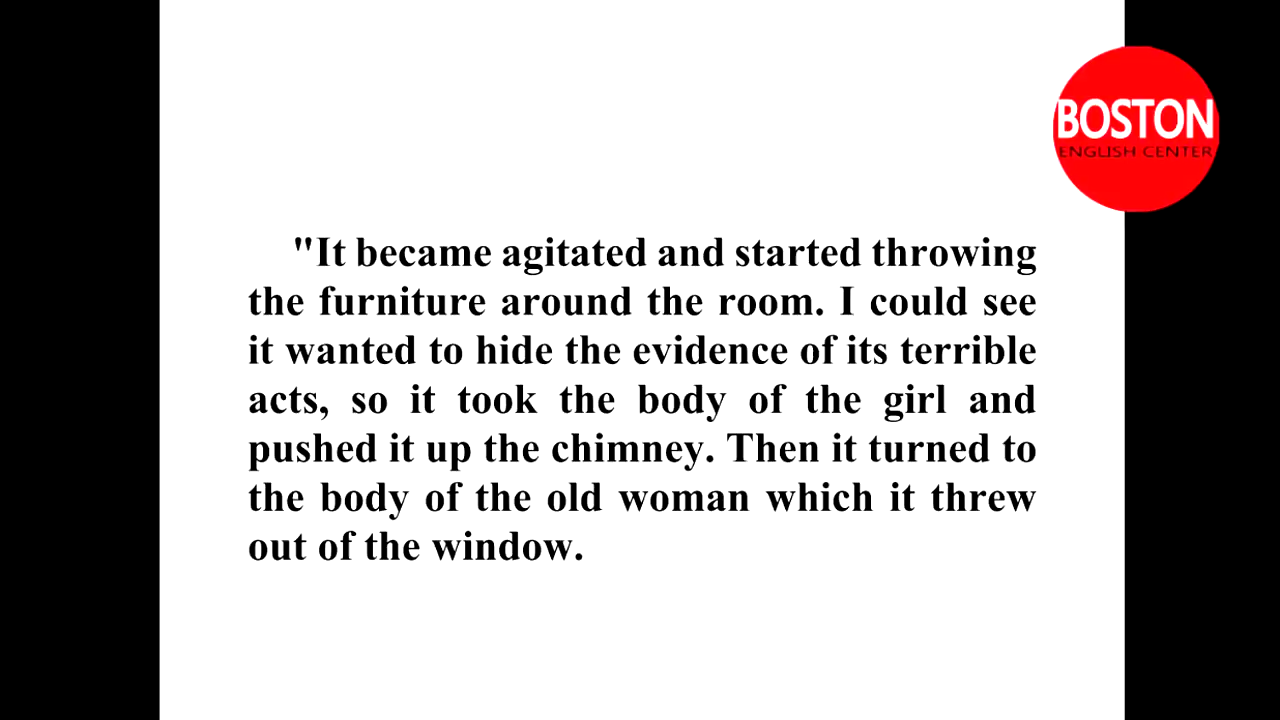 BOSTON
ENGLISH CENTER
"It became agitated and started throwing
the furniture around the room. I could see
it wanted to hide the evidence of its terrible
acts, so it took the body of the girl and
pushed it up the chimney. Then it turned to
the body of the old woman which it threw
out of the window.